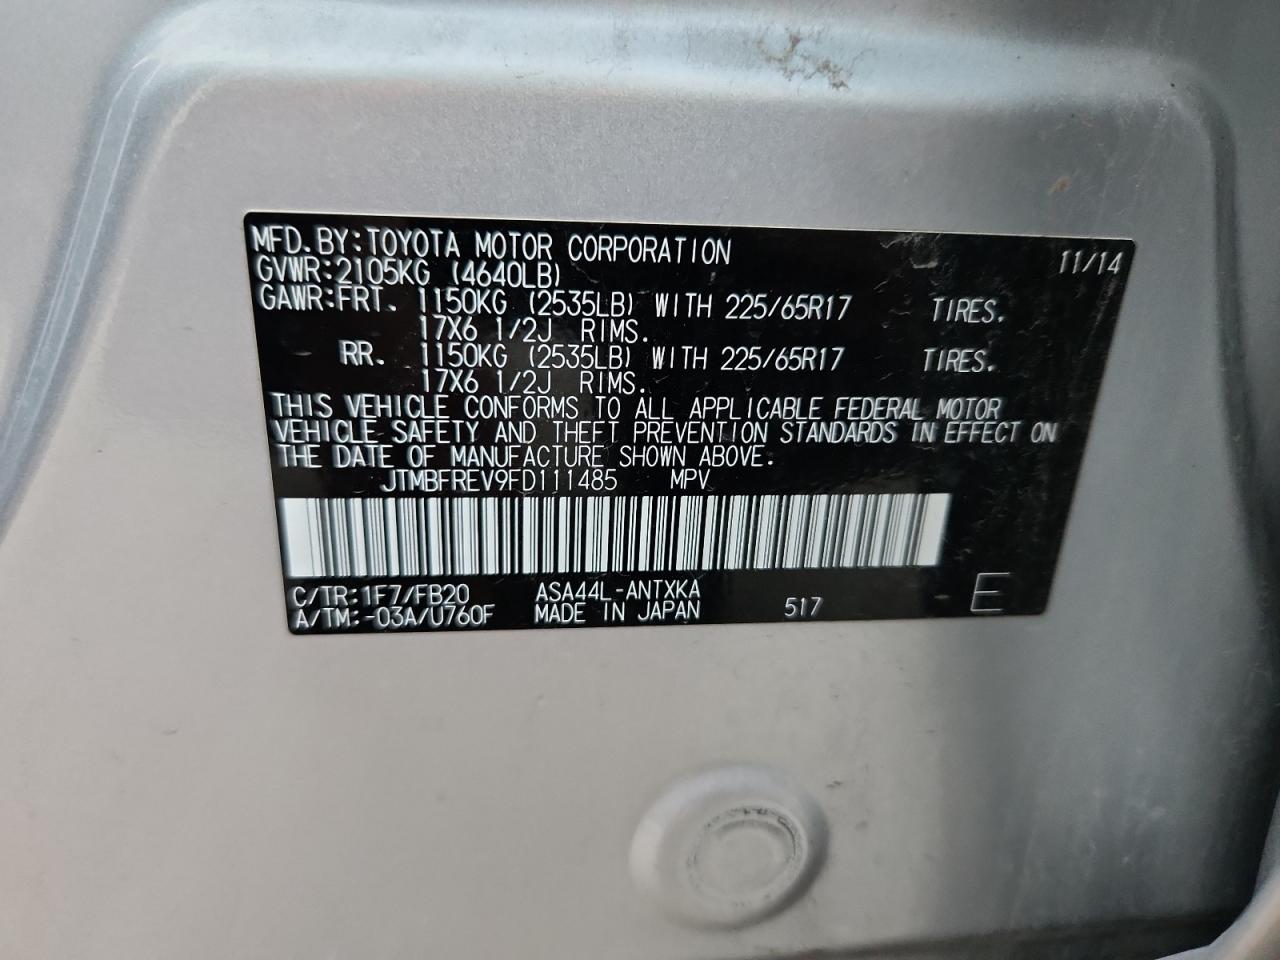 MFD.BY:TOYOTA MOTOR CORPORATION 11/14
GVWR:2105KG (4640LB)
GAWR:FRT. 1150KG (2535LB) WITH 225/65R17 TIRES.
17X6 1/2J RIMS.
RR. 1150KG (2535LB) WITH 225/65R17 TIRES.
17X6 1/2J RIMS.
THIS VEHICLE CONFORMS TO ALL APPLICABLE FEDERAL MOTOR
VEHICLE SAFETY AND THEFT PREVENTION STANDARDS IN EFFECT ON
THE DATE OF MANUFACTURE SHOWN ABOVE.
JTMBFREV9FD111485 MPV
C/TR:1F7/FB20 ASA44L-ANTXKA
A/TM:-03A/U760F MADE IN JAPAN 517 E